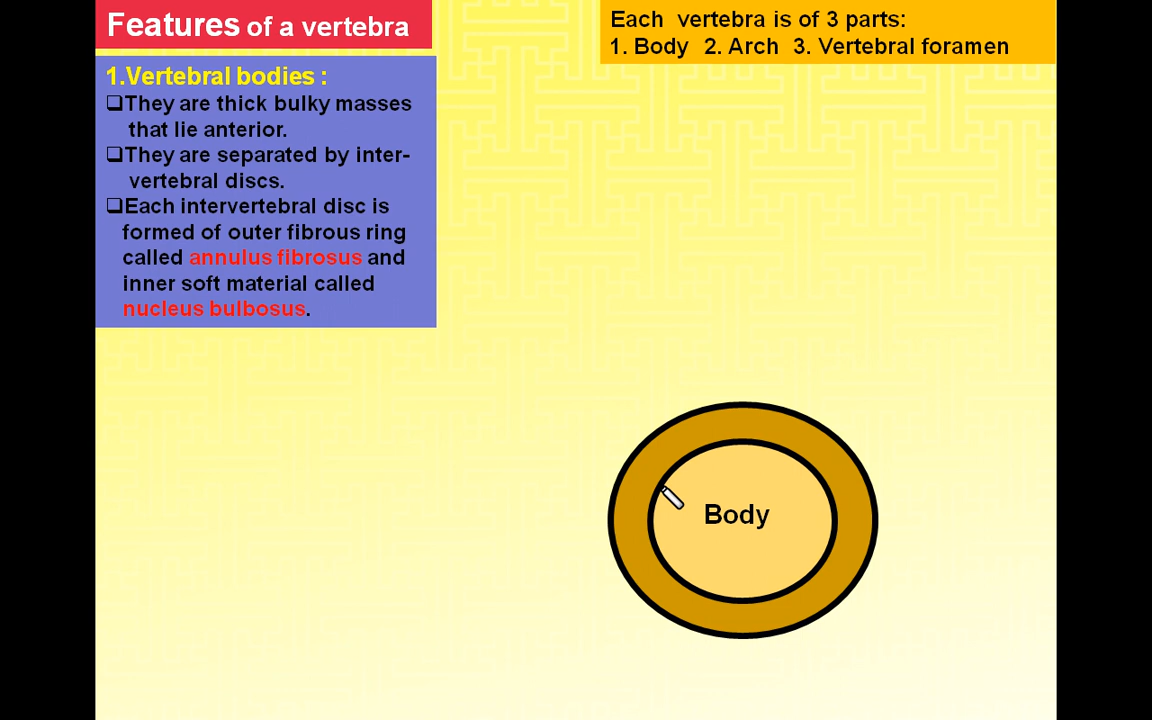 Features of a vertebra
Each vertebra is of 3 parts:
1. Body 2. Arch 3. Vertebral foramen
1.Vertebral bodies :
❑They are thick bulky masses
that lie anterior.
❑They are separated by inter-
vertebral discs.
❑Each intervertebral disc is
formed of outer fibrous ring
called annulus fibrosus and
inner soft material called
nucleus bulbosus.
Body